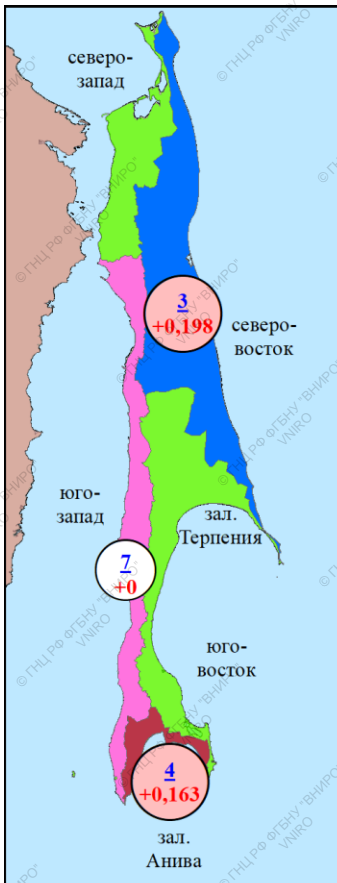 северо-
запад
3
+0,198
северо-
восток
юго-
запад
зал.
Терпения
7
+0
юго-
восток
4
+0,163
зал.
Анива
© ГНЦ РФ ФГБНУ "ВНИРО"
VNIRO